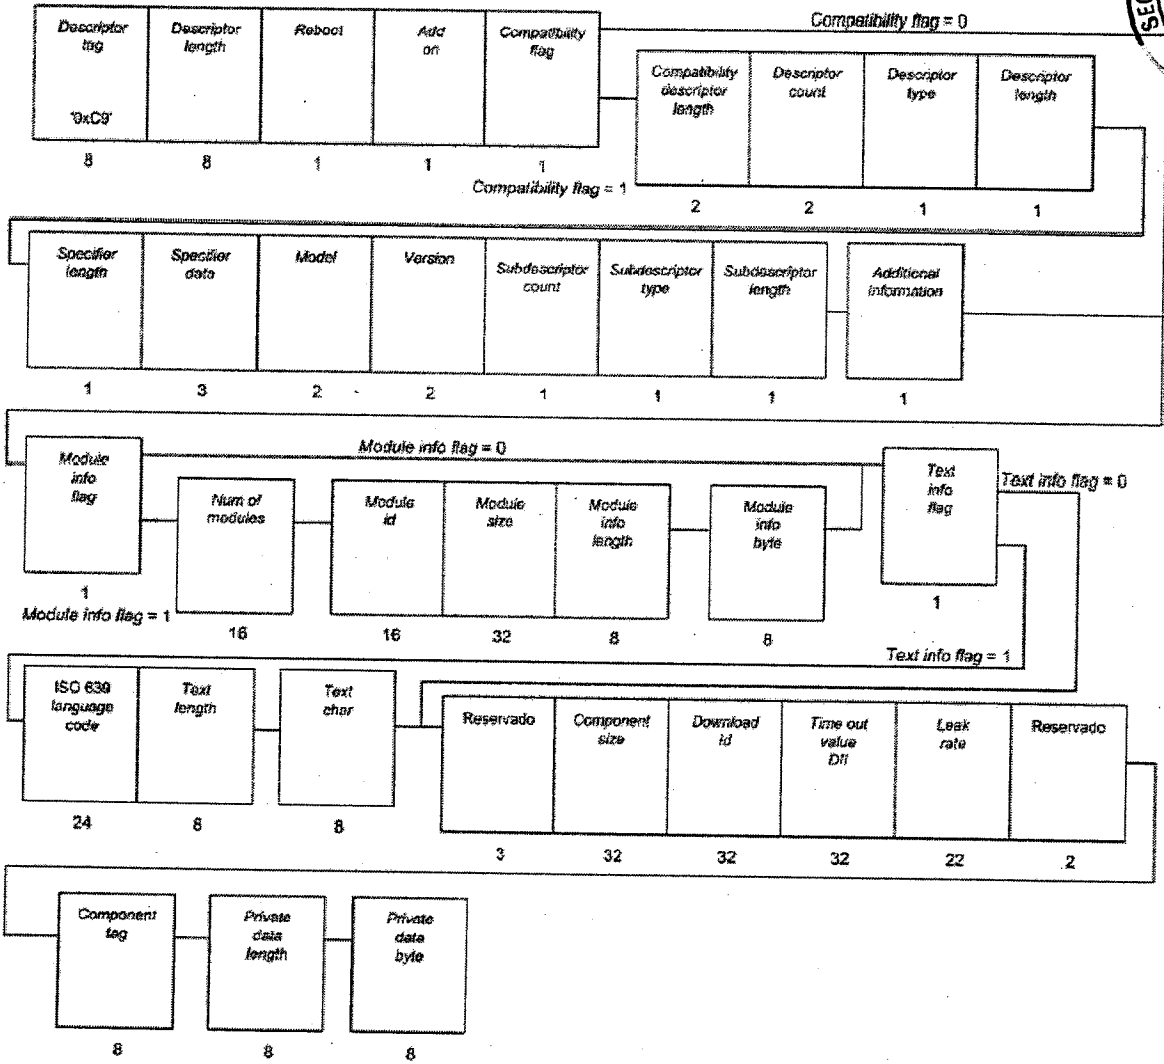 Compatibility flag = 0
SEC
Descriptor
tag
'0xC9'
Descriptor
length
Reboot
Add
on
Compatibility
flag
8
8
1
1
1
Compatibility flag = 1
Compatibility
descriptor
length
Descriptor
count
Descriptor
type
Descriptor
length
2
2
1
1
Specifier
length
Specifier
data
Model
Version
Subdescriptor
count
Subdescriptor
type
Subdescriptor
length
Additional
information
1
3
2
2
1
1
1
1
Module
info
flag
Module info flag = 0
Text
info
flag
Text info flag = 0
Num of
modules
Module
id
Module
size
Module
info
length
Module
info
byte
1
Module info flag = 1
16
16
32
8
8
1
Text info flag = 1
ISO 639
language
code
Text
length
Text
char
Reservado
Component
size
Download
id
Time out
value
DII
Leak
rate
Reservado
24
8
8
3
32
32
32
22
2
Component
tag
Private
data
length
Private
data
byte
8
8
8